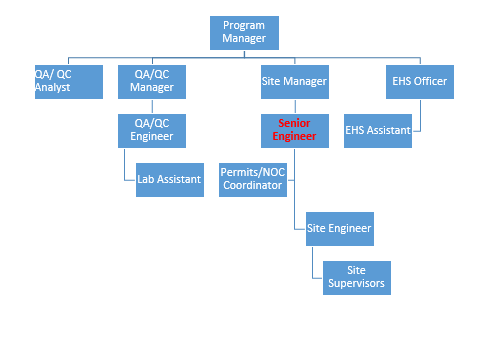 Program
Manager
QA/ QC
Analyst
QA/QC
Manager
Site Manager
EHS Officer
QA/QC
Engineer
Senior
Engineer
EHS Assistant
Lab Assistant
Permits/NOC
Coordinator
Site Engineer
Site
Supervisors